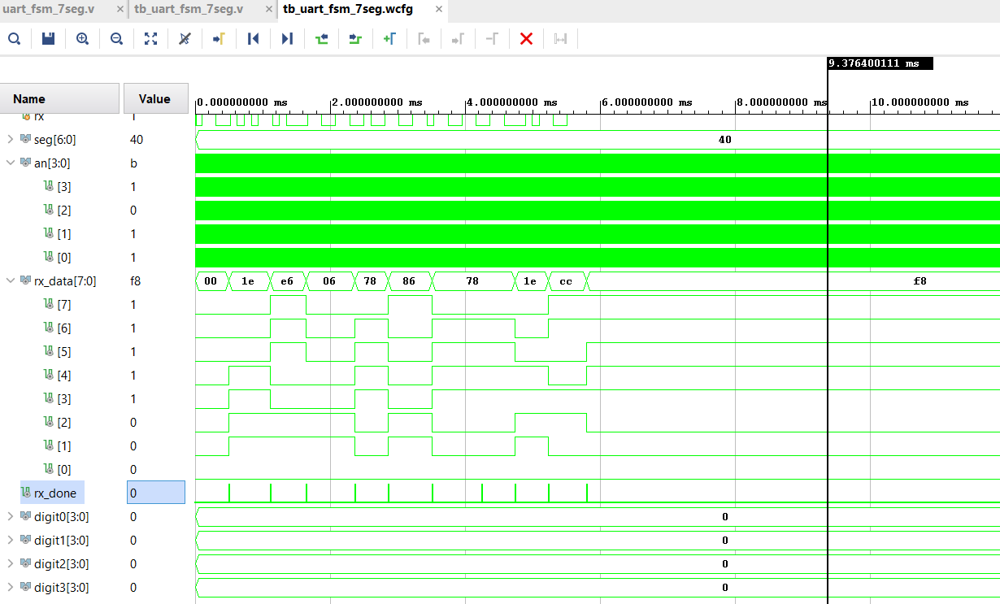 uart_fsm_7seg.v × tb_uart_fsm_7seg.v × tb_uart_fsm_7seg.wcfg ×
9.376400111 ms
Name Value
0.000000000 ms 2.000000000 ms 4.000000000 ms 6.000000000 ms 8.000000000 ms 10.000000000 ms
rx 1
seg[6:0] 40 40
an[3:0] b
[3] 1
[2] 0
[1] 1
[0] 1
rx_data[7:0] f8 00 1e e6 06 78 86 78 1e cc f8
[7] 1
[6] 1
[5] 1
[4] 1
[3] 1
[2] 0
[1] 0
[0] 0
rx_done 0
digit0[3:0] 0 0
digit1[3:0] 0 0
digit2[3:0] 0 0
digit3[3:0] 0 0